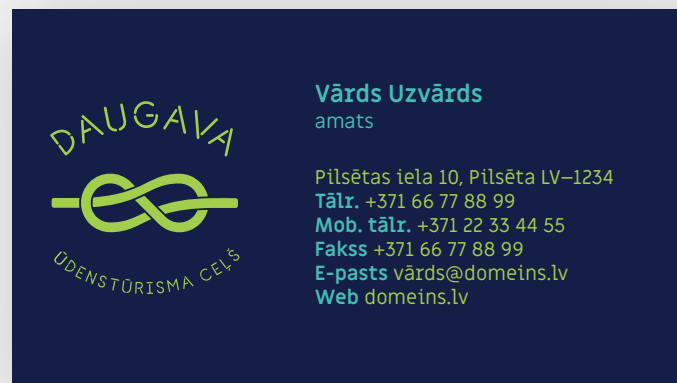 DAUGAVA
ŪDENSTŪRISMA CEĻŠ
Vārds Uzvārds
amats
Pilsētas iela 10, Pilsēta LV–1234
Tālr. +371 66 77 88 99
Mob. tālr. +371 22 33 44 55
Fakss +371 66 77 88 99
E-pasts vārds@domeins.lv
Web domeins.lv